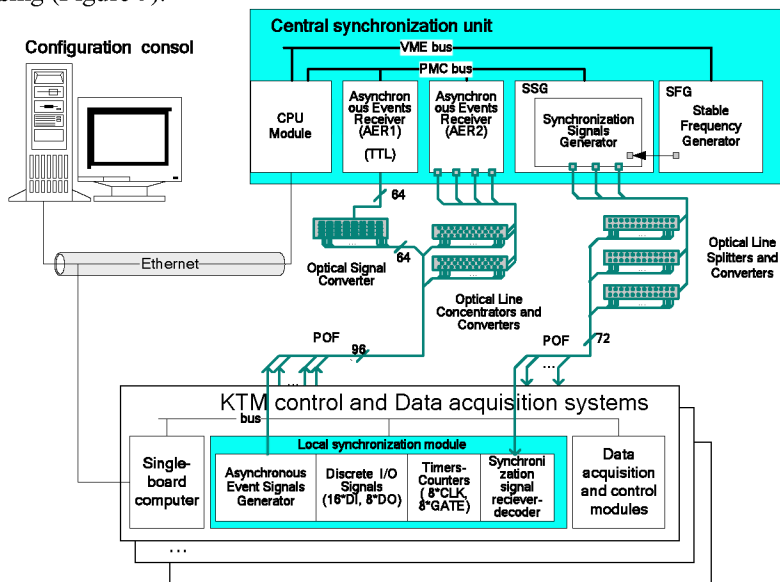 Central synchronization unit
Configuration consol
VME bus
PMC bus
CPU
Module
Asynchron
ous Events
Receiver
(AER1)
(TTL)
Asynchron
ous Events
Receiver
(AER2)
SSG
Synchronization
Signals
Generator
SFG
Stable
Frequency
Generator
64
64
...
...
...
...
...
...
Optical Signal
Converter
Optical Line
Concentrators and
Converters
Optical Line
Splitters and
Converters
Ethernet
POF
96
...
POF
72
...
KTM control and Data acquisition systems
bus
Single-
board
computer
Local synchronization module
Asynchronous
Event Signals
Generator
Discrete I/O
Signals
(16*DI, 8*DO)
Timers-
Counters
( 8*CLK,
8*GATE)
Synchroni
zation
signal
reciever-
decoder
Data
acquisition
and control
modules
...